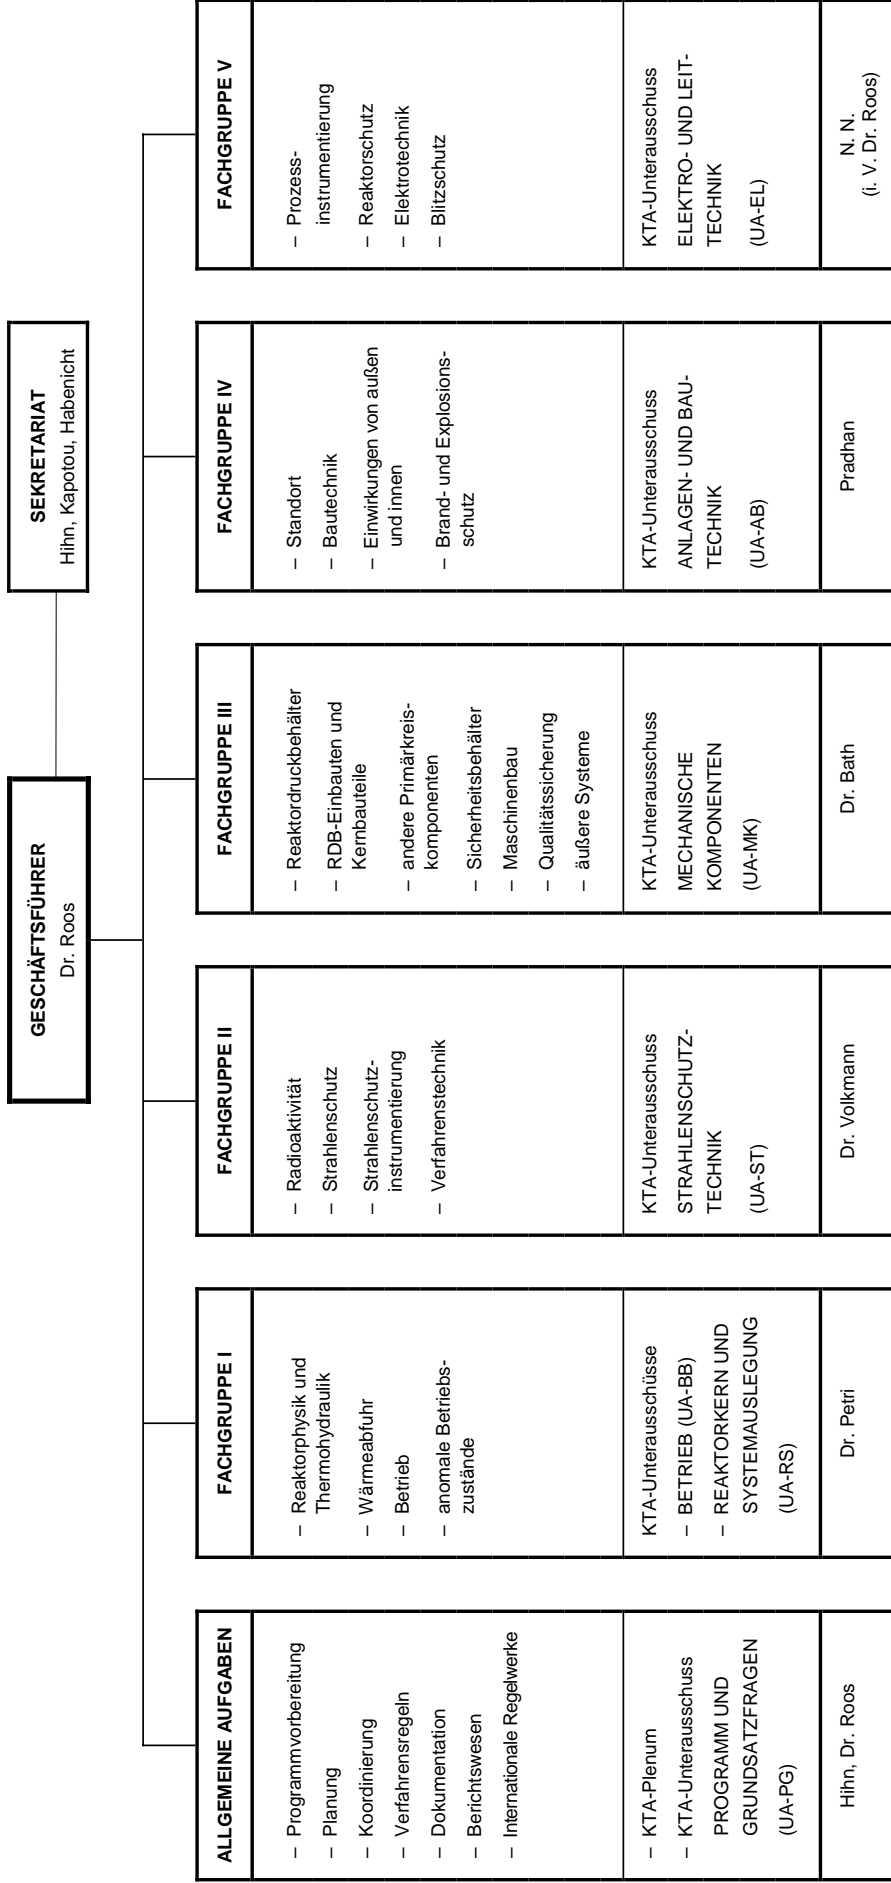 GESCHÄFTSFÜHRER
Dr. Roos
SEKRETARIAT
Hihn, Kapotou, Habenicht
ALLGEMEINE AUFGABEN
– Programmvorbereitung
– Planung
– Koordinierung
– Verfahrensregeln
– Dokumentation
– Berichtswesen
– Internationale Regelwerke
– KTA-Plenum
– KTA-Unterausschuss
PROGRAMM UND
GRUNDSATZFRAGEN
(UA-PG)
Hihn, Dr. Roos
FACHGRUPPE I
– Reaktorphysik und
Thermohydraulik
– Wärmeabfuhr
– Betrieb
– anomale Betriebs-
zustände
KTA-Unterausschüsse
– BETRIEB (UA-BB)
– REAKTORKERN UND
SYSTEMAUSLEGUNG
(UA-RS)
Dr. Petri
FACHGRUPPE II
– Radioaktivität
– Strahlenschutz
– Strahlenschutz-
instrumentierung
– Verfahrenstechnik
KTA-Unterausschuss
STRAHLENSCHUTZ-
TECHNIK
(UA-ST)
Dr. Volkmann
FACHGRUPPE III
– Reaktordruckbehälter
– RDB-Einbauten und
Kernbauteile
– andere Primärkreis-
komponenten
– Sicherheitsbehälter
– Maschinenbau
– Qualitätssicherung
– äußere Systeme
KTA-Unterausschuss
MECHANISCHE
KOMPONENTEN
(UA-MK)
Dr. Bath
FACHGRUPPE IV
– Standort
– Bautechnik
– Einwirkungen von außen
und innen
– Brand- und Explosions-
schutz
KTA-Unterausschuss
ANLAGEN- UND BAU-
TECHNIK
(UA-AB)
Pradhan
FACHGRUPPE V
– Prozess-
instrumentierung
– Reaktorschutz
– Elektrotechnik
– Blitzschutz
KTA-Unterausschuss
ELEKTRO- UND LEIT-
TECHNIK
(UA-EL)
N. N.
(i. V. Dr. Roos)